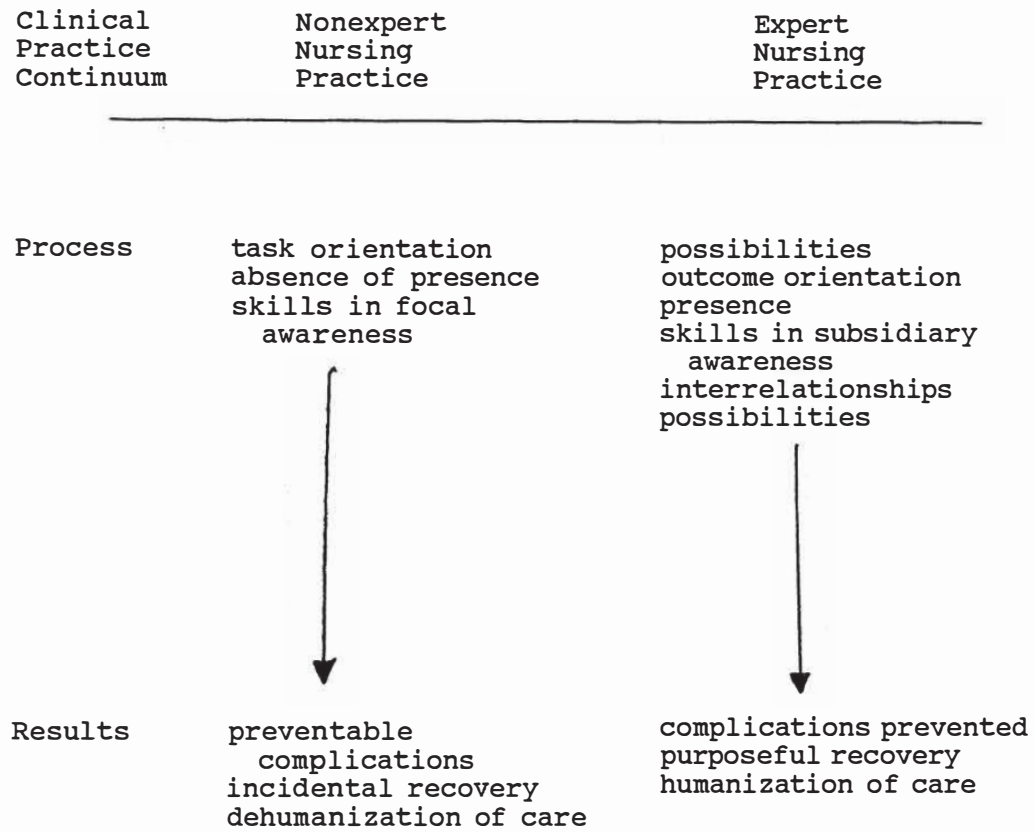 Clinical
Practice
Continuum
Nonexpert
Nursing
Practice
Expert
Nursing
Practice
Process
task orientation
absence of presence
skills in focal
awareness
possibilities
outcome orientation
presence
skills in subsidiary
awareness
interrelationships
possibilities
Results
preventable
complications
incidental recovery
dehumanization of care
complications prevented
purposeful recovery
humanization of care